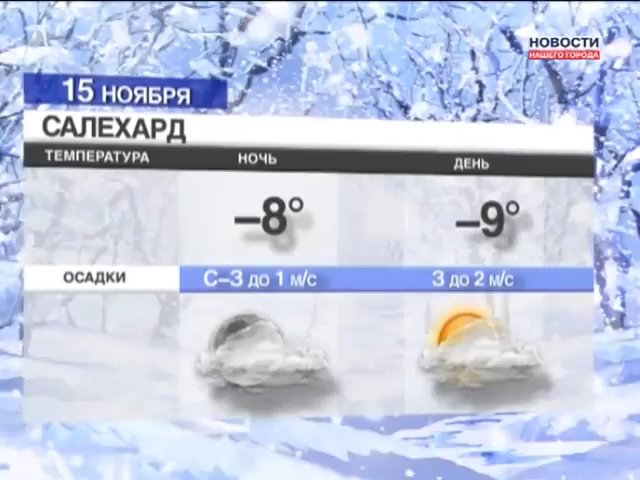 НОВОСТИ
НАШЕГО ГОРОДА
15 НОЯБРЯ
САЛЕХАРД
ТЕМПЕРАТУРА НОЧЬ ДЕНЬ
–8° –9°
ОСАДКИ С–З ДО 1 М/С З ДО 2 М/С